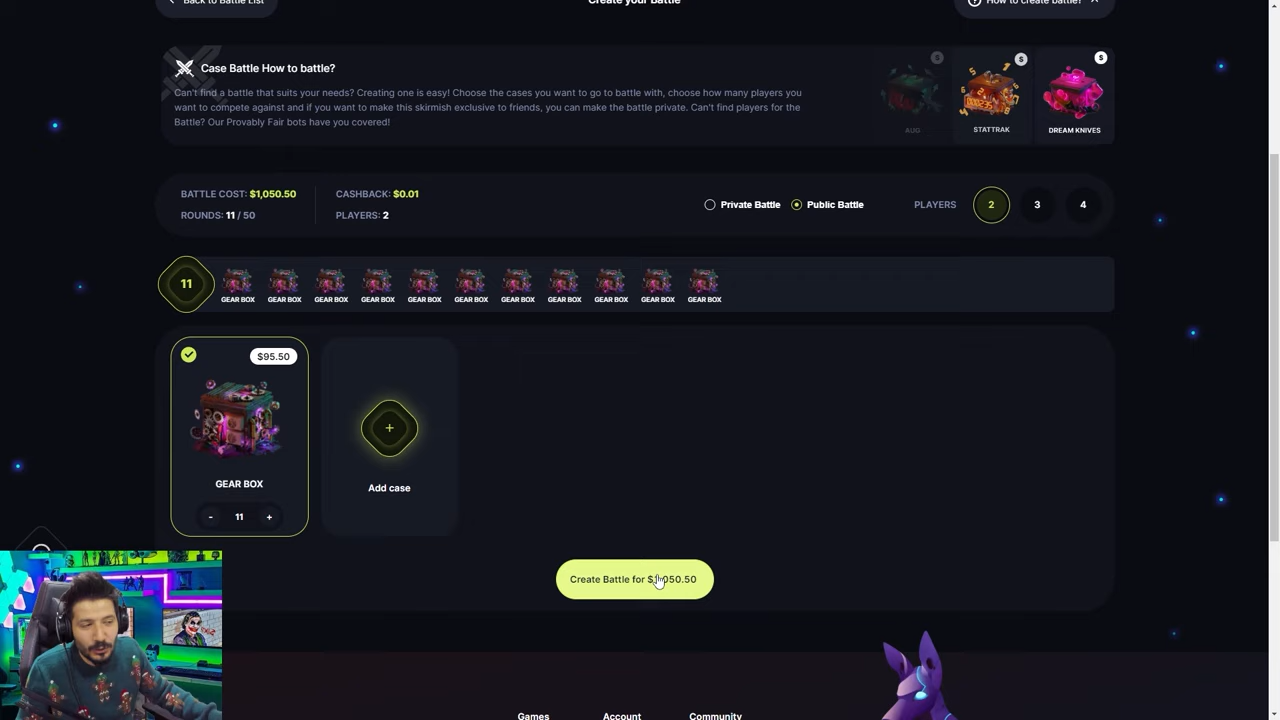 Back to Battle List
Create your Battle
How to create battle?
Case Battle How to battle?
Can't find a battle that suits your needs? Creating one is easy! Choose the cases you want to go to battle with, choose how many players you
want to compete against and if you want to make this skirmish exclusive to friends, you can make the battle private. Can't find players for the
Battle? Our Provably Fair bots have you covered!
AUG
STATTRAK
DREAM KNIVES
BATTLE COST: $1,050.50
CASHBACK: $0.01
ROUNDS: 11 / 50
PLAYERS: 2
Private Battle
Public Battle
PLAYERS
2
3
4
11
GEAR BOX
GEAR BOX
GEAR BOX
GEAR BOX
GEAR BOX
GEAR BOX
GEAR BOX
GEAR BOX
GEAR BOX
GEAR BOX
GEAR BOX
$95.50
GEAR BOX
- 11 +
+
Add case
Create Battle for $1,050.50
Games
Account
Community